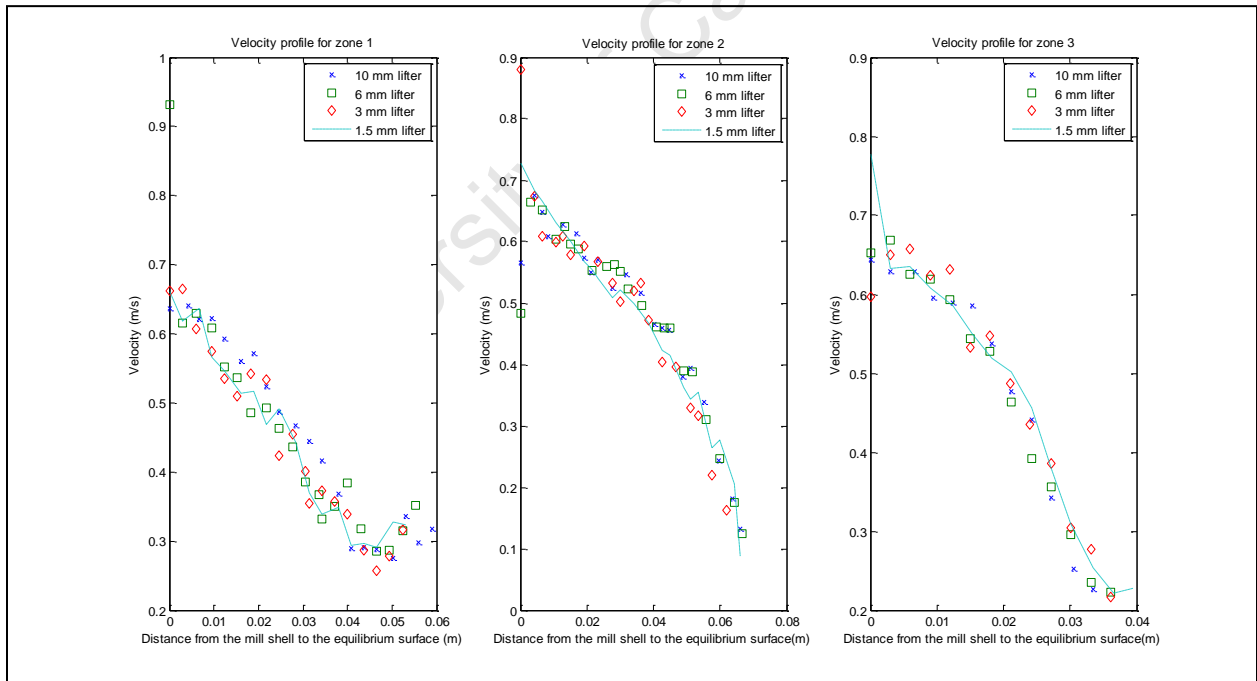 Velocity profile for zone 1
1
0.9
0.8
0.7
0.6
0.5
0.4
0.3
0.2
Velocity (m/s)
0 0.01 0.02 0.03 0.04 0.05 0.06
Distance from the mill shell to the equilibrium surface (m)
10 mm lifter
6 mm lifter
3 mm lifter
1.5 mm lifter
Velocity profile for zone 2
0.9
0.8
0.7
0.6
0.5
0.4
0.3
0.2
0.1
0
Velocity (m/s)
0 0.02 0.04 0.06 0.08
Distance from the mill shell to the equilibrium surface(m)
10 mm lifter
6 mm lifter
3 mm lifter
1.5 mm lifter
Velocity profile for zone 3
0.9
0.8
0.7
0.6
0.5
0.4
0.3
0.2
Velocity (m/s)
0 0.01 0.02 0.03 0.04
Distance from the mill shell to the equilibrium surface(m)
10 mm lifter
6 mm lifter
3 mm lifter
1.5 mm lifter